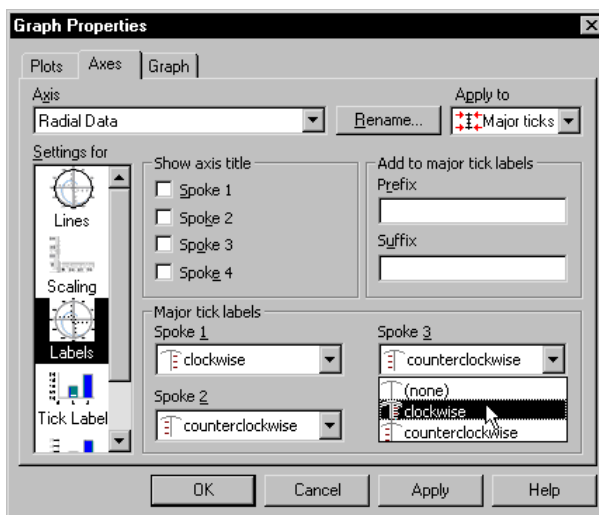 Graph Properties
Plots Axes Graph
Axis
Apply to
Radial Data
Rename...
Major ticks
Settings for
Lines
Scaling
Labels
Tick Label
Show axis title
Spoke 1
Spoke 2
Spoke 3
Spoke 4
Add to major tick labels
Prefix
Suffix
Major tick labels
Spoke 1
clockwise
Spoke 2
counterclockwise
Spoke 3
counterclockwise
(none)
clockwise
counterclockwise
OK Cancel Apply Help